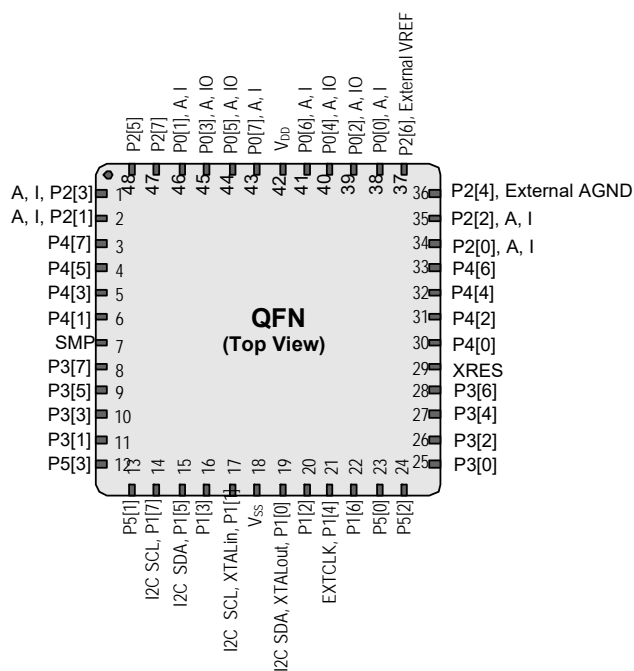 P2[5]
P2[7]
P0[1], A, I
P0[3], A, IO
P0[5], A, IO
P0[7], A, I
VDD
P0[6], A, I
P0[4], A, IO
P0[2], A, IO
P0[0], A, I
P2[6], External VREF
48
47
46
45
44
43
42
41
40
39
38
37
A, I, P2[3] 1
A, I, P2[1] 2
P4[7] 3
P4[5] 4
P4[3] 5
P4[1] 6
SMP 7
P3[7] 8
P3[5] 9
P3[3] 10
P3[1] 11
P5[3] 12
QFN
(Top View)
36 P2[4], External AGND
35 P2[2], A, I
34 P2[0], A, I
33 P4[6]
32 P4[4]
31 P4[2]
30 P4[0]
29 XRES
28 P3[6]
27 P3[4]
26 P3[2]
25 P3[0]
13
14
15
16
17
18
19
20
21
22
23
24
P5[1]
I2C SCL, P1[7]
I2C SDA, P1[5]
P1[3]
I2C SCL, XTALin, P1[1]
VSS
I2C SDA, XTALout, P1[0]
P1[2]
EXTCLK, P1[4]
P1[6]
P5[0]
P5[2]